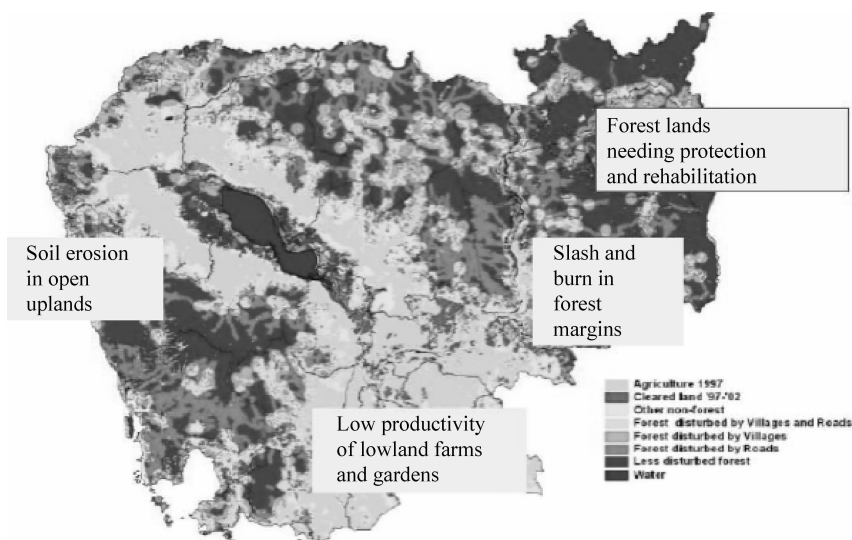 Forest lands
needing protection
and rehabilitation
Soil erosion
in open
uplands
Slash and
burn in
forest
margins
Low productivity
of lowland farms
and gardens
Agriculture 1997
Cleared land '97-'02
Other non-forest
Forest disturbed by Villages and Roads
Forest disturbed by Villages
Forest disturbed by Roads
Less disturbed forest
Water